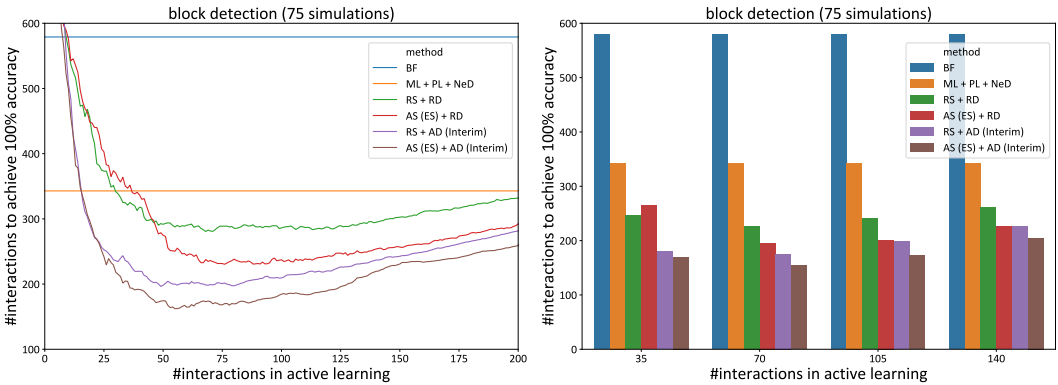 block detection (75 simulations)
#interactions to achieve 100% accuracy
600
500
400
300
200
100
method
BF
ML + PL + NeD
RS + RD
AS (ES) + RD
RS + AD (Interim)
AS (ES) + AD (Interim)
0 25 50 75 100 125 150 175 200
#interactions in active learning
block detection (75 simulations)
#interactions to achieve 100% accuracy
600
500
400
300
200
100
0
method
BF
ML + PL + NeD
RS + RD
AS (ES) + RD
RS + AD (Interim)
AS (ES) + AD (Interim)
35 70 105 140
#interactions in active learning